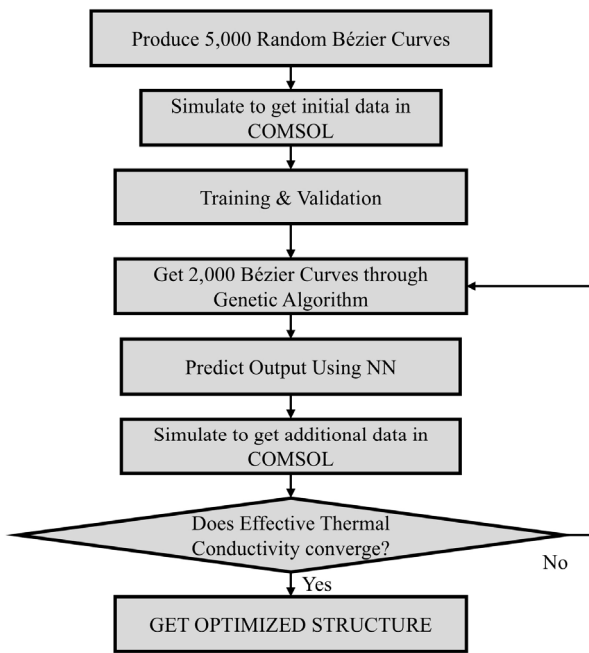 Produce 5,000 Random Bézier Curves
Simulate to get initial data in
COMSOL
Training & Validation
Get 2,000 Bézier Curves through
Genetic Algorithm
Predict Output Using NN
Simulate to get additional data in
COMSOL
Does Effective Thermal
Conductivity converge?
No
Yes
GET OPTIMIZED STRUCTURE